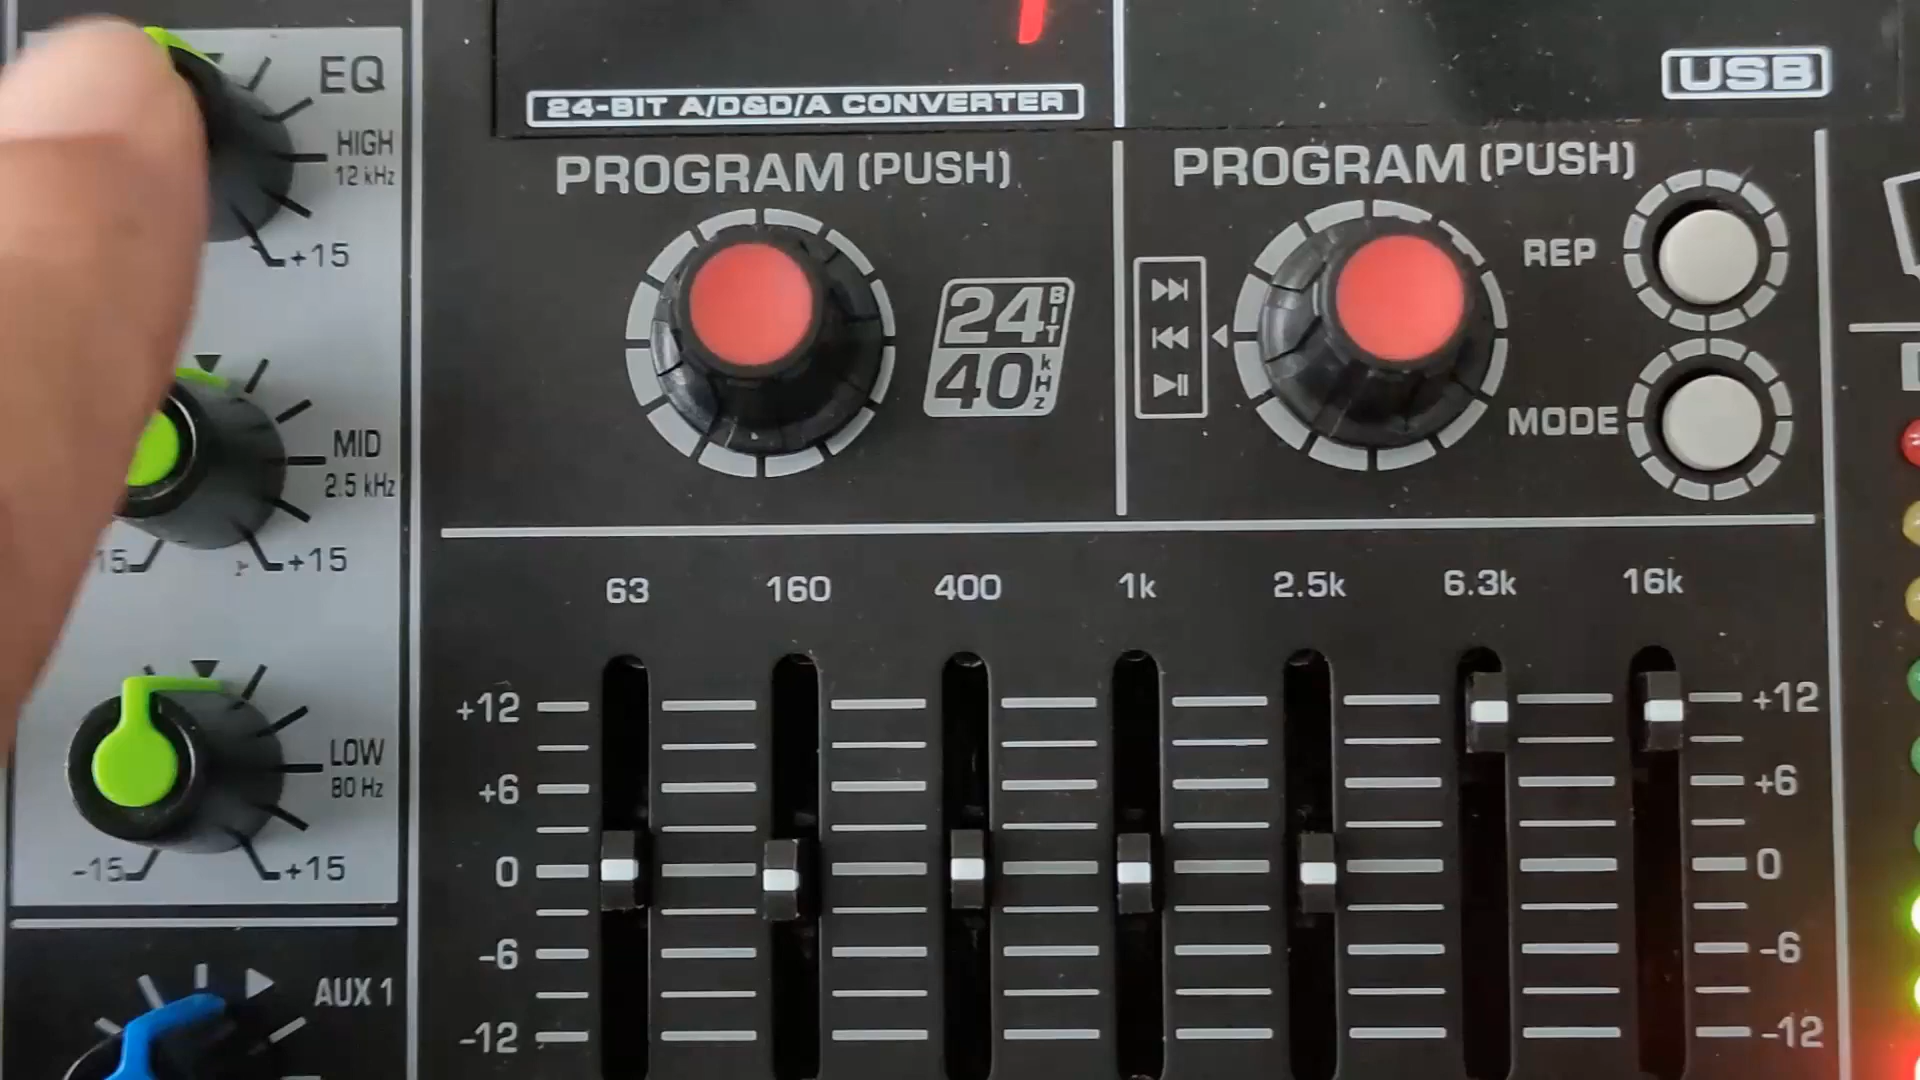 EQ
HIGH
12 kHz
+15
MID
2.5 kHz
15
+15
LOW
80 Hz
-15
+15
AUX 1
24-BIT A/D&D/A CONVERTER
PROGRAM (PUSH)
24 BIT
40 kHz
USB
PROGRAM (PUSH)
REP
MODE
63 160 400 1k 2.5k 6.3k 16k
+12 +12
+6 +6
0 0
-6 -6
-12 -12